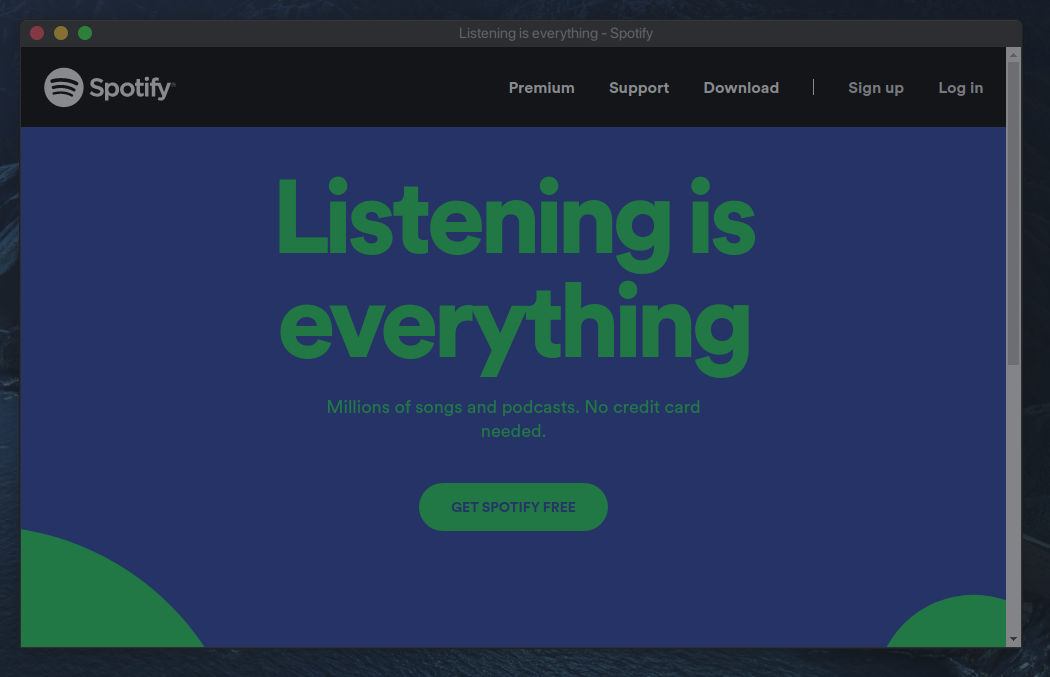 Listening is everything - Spotify
Spotify®
Premium Support Download | Sign up Log in
Listening is
everything
Millions of songs and podcasts. No credit card
needed.
GET SPOTIFY FREE